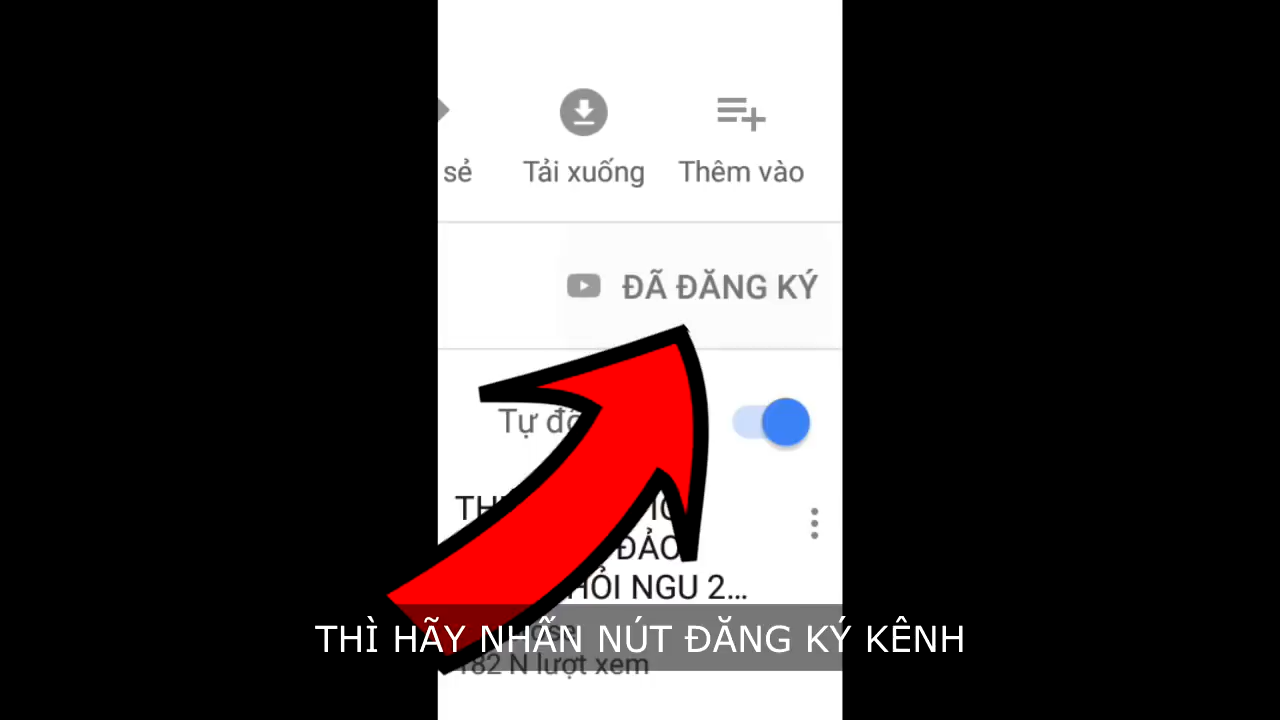 sẻ Tải xuống Thêm vào
ĐÃ ĐĂNG KÝ
Tự
ĐẢO
NGU 2...
THÌ HÃY NHẤN NÚT ĐĂNG KÝ KÊNH
182 N lượt xem